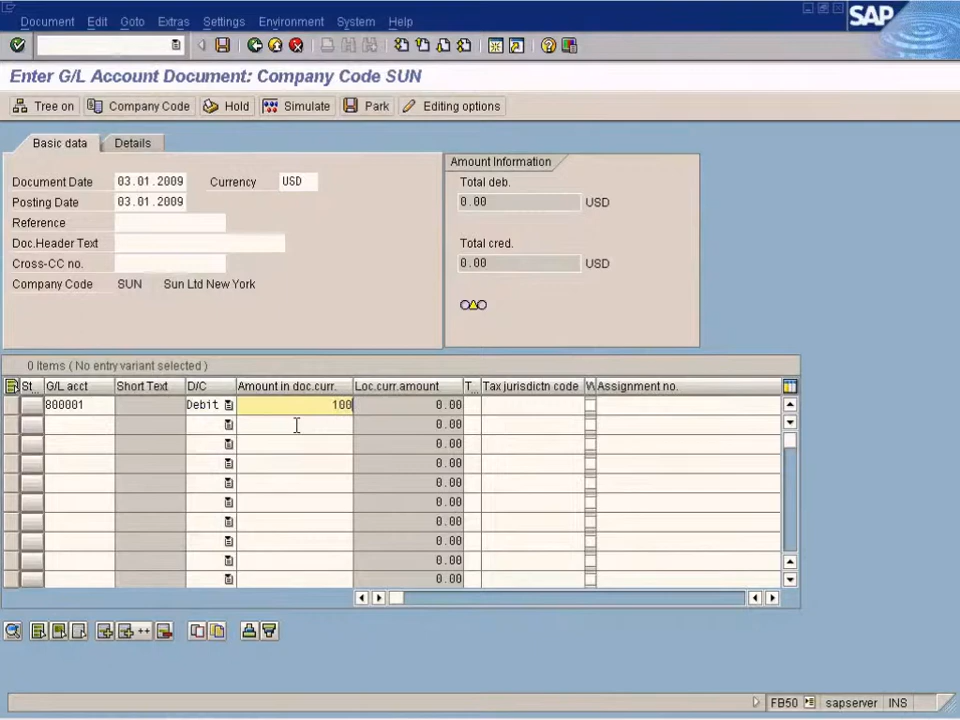 Document Edit Goto Extras Settings Environment System Help
SAP
Enter G/L Account Document: Company Code SUN
Tree on Company Code Hold Simulate Park Editing options
Basic data Details
Amount Information
Document Date 03.01.2009 Currency USD
Total deb.
Posting Date 03.01.2009
0.00 USD
Reference
Doc.Header Text
Total cred.
Cross-CC no.
0.00 USD
Company Code SUN Sun Ltd New York
0 Items ( No entry variant selected )
St... G/L acct Short Text D/C Amount in doc.curr. Loc.curr.amount T... Tax jurisdictn code W Assignment no.
800001 Debit 100 0.00
0.00
0.00
0.00
0.00
0.00
0.00
0.00
0.00
0.00
FB50 sapserver INS